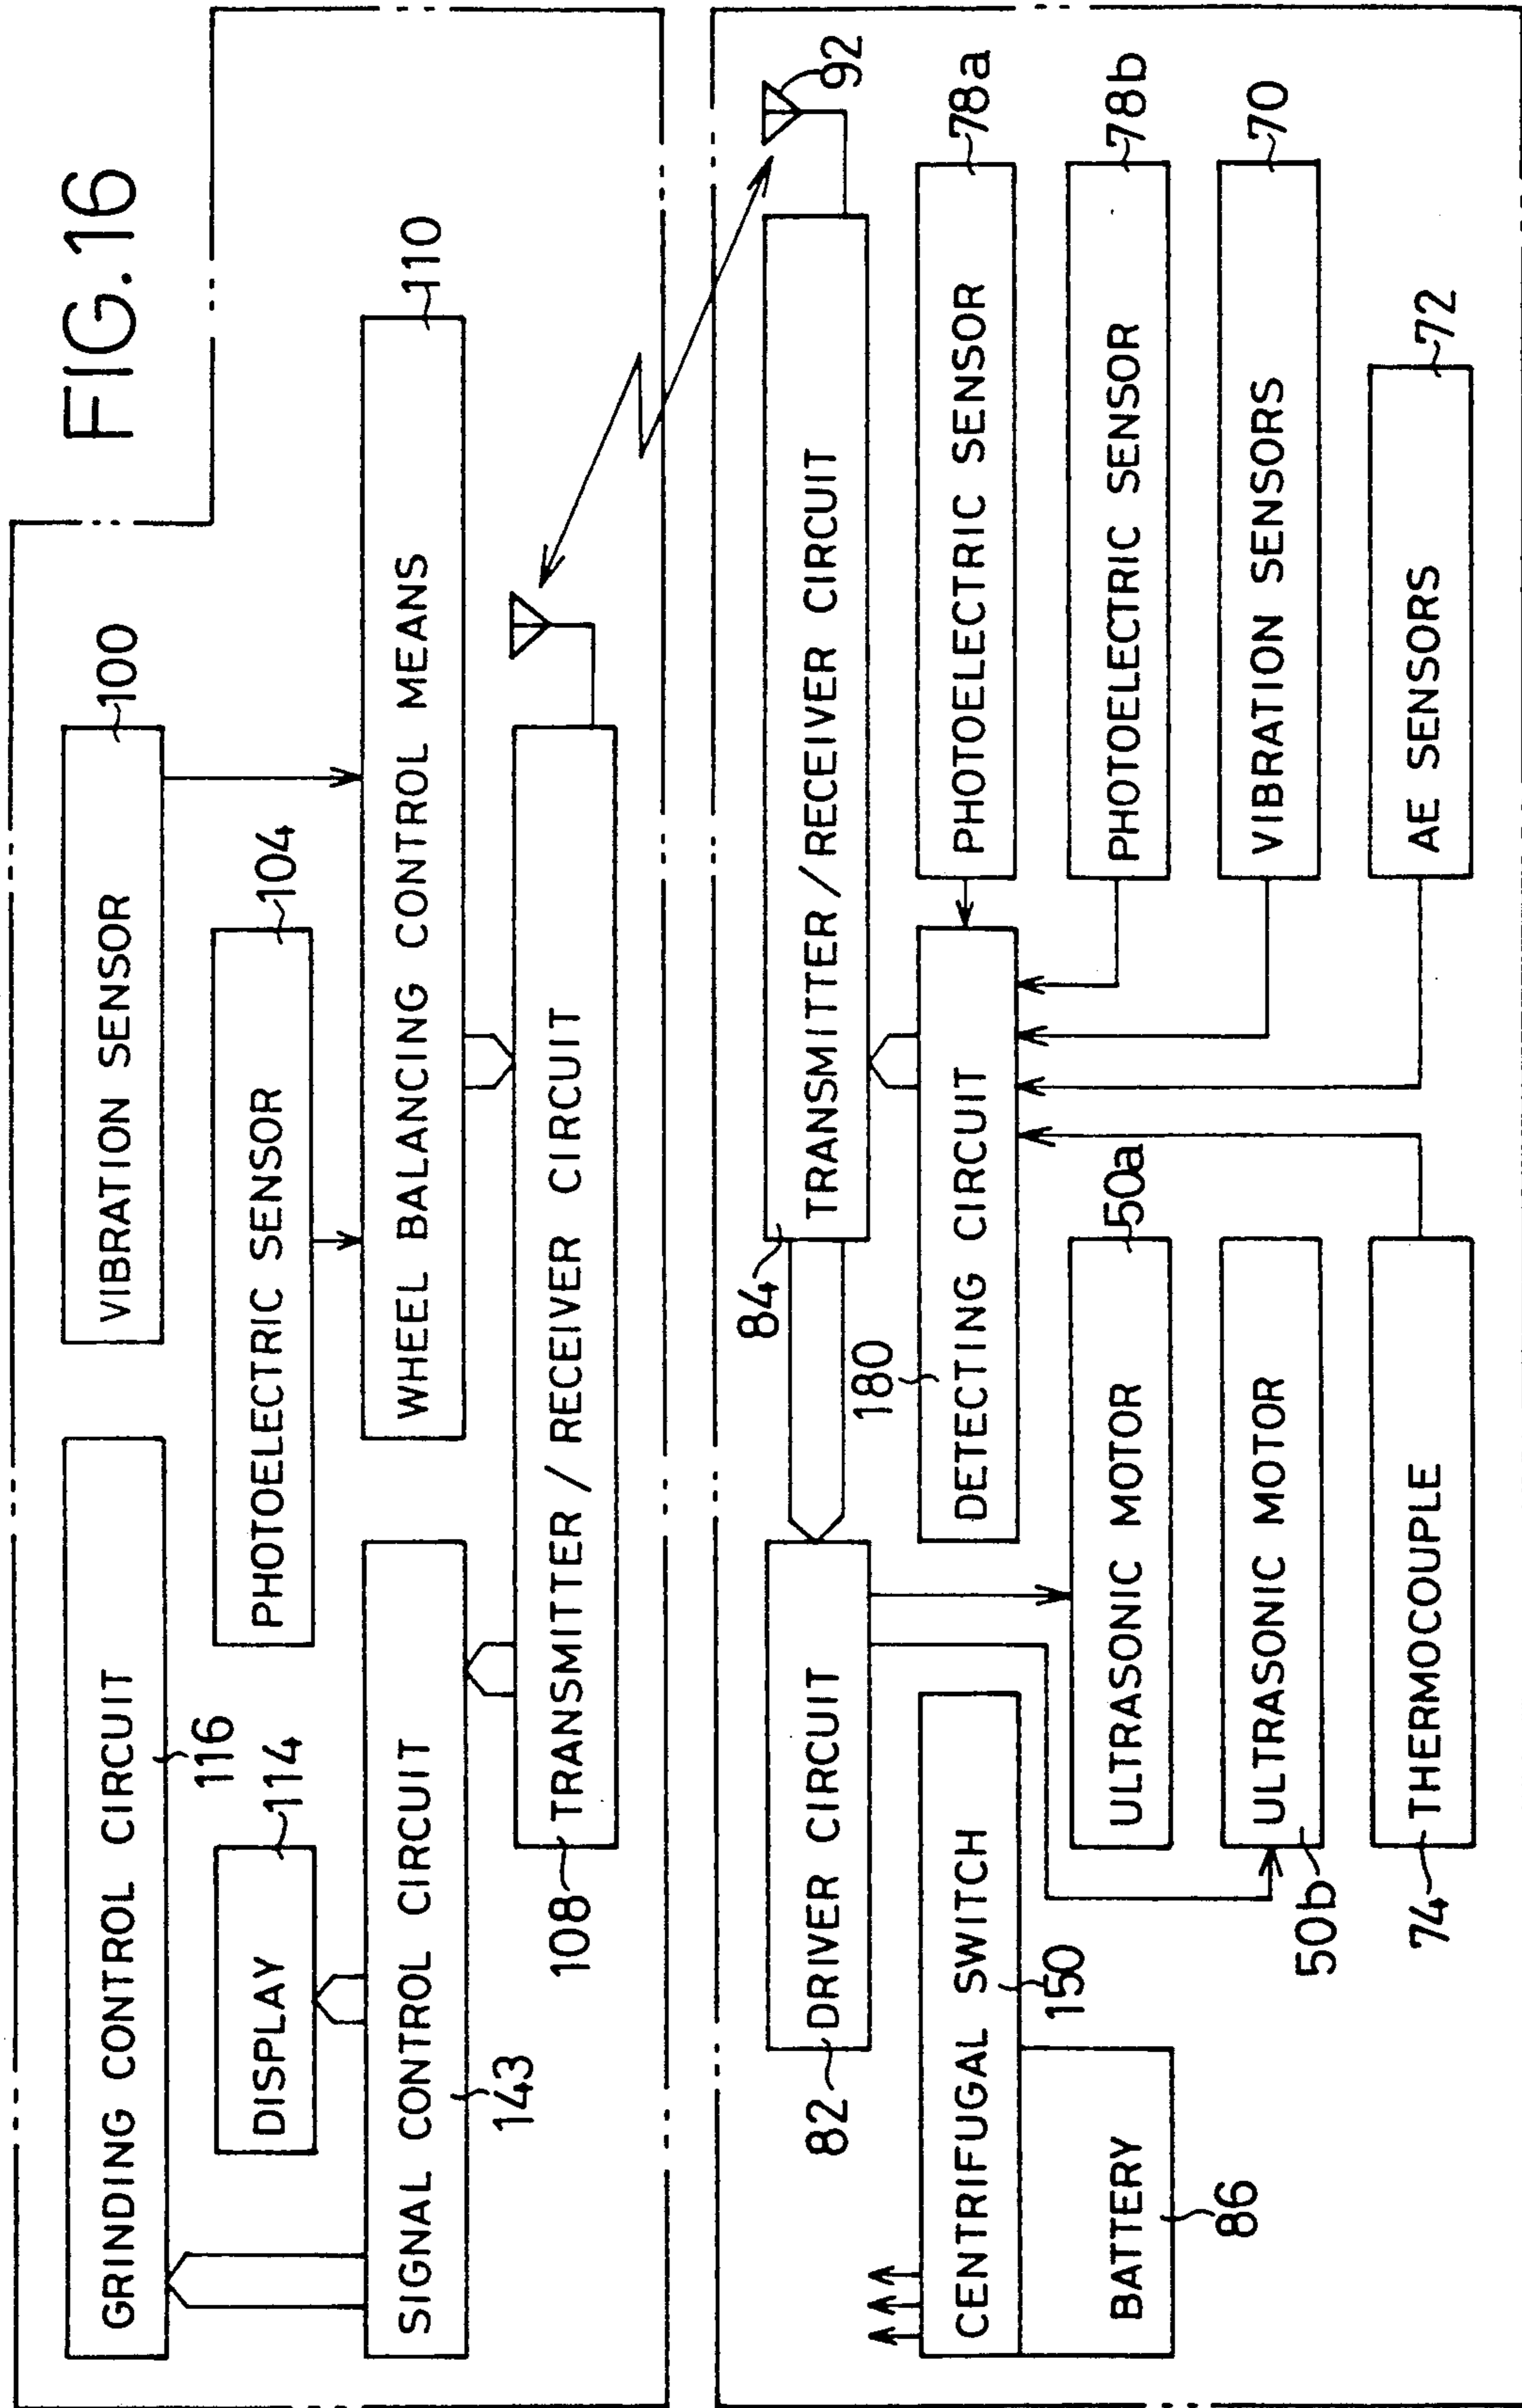 FIG.16
GRINDING CONTROL CIRCUIT
116
VIBRATION SENSOR
100
DISPLAY
114
PHOTOELECTRIC SENSOR
104
SIGNAL CONTROL CIRCUIT
143
WHEEL BALANCING CONTROL MEANS
110
108
TRANSMITTER / RECEIVER CIRCUIT
92
82
DRIVER CIRCUIT
84
TRANSMITTER / RECEIVER CIRCUIT
CENTRIFUGAL SWITCH
150
180
DETECTING CIRCUIT
PHOTOELECTRIC SENSOR
78a
BATTERY
86
ULTRASONIC MOTOR
50a
PHOTOELECTRIC SENSOR
78b
ULTRASONIC MOTOR
50b
VIBRATION SENSORS
70
74
THERMOCOUPLE
AE SENSORS
72